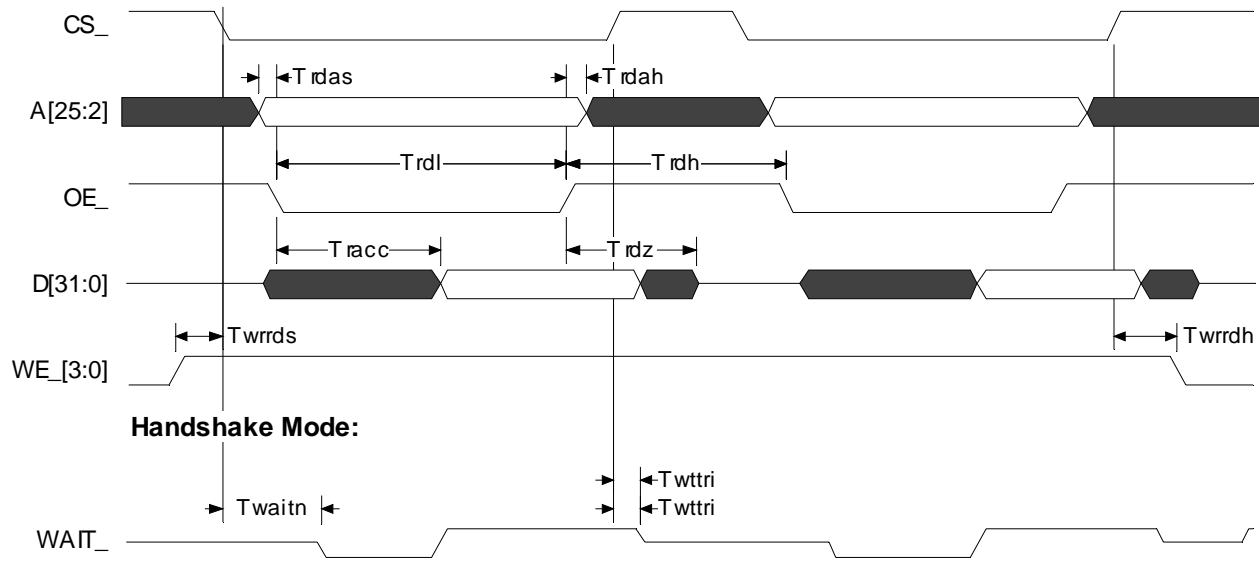 CS_
Trdas
Trdah
A[25:2]
Trdl
Trdh
OE_
Tracc
Trdz
D[31:0]
Twrrds
Twrrdh
WE_[3:0]
Handshake Mode:
Twttri
Twaitn
Twttri
WAIT_